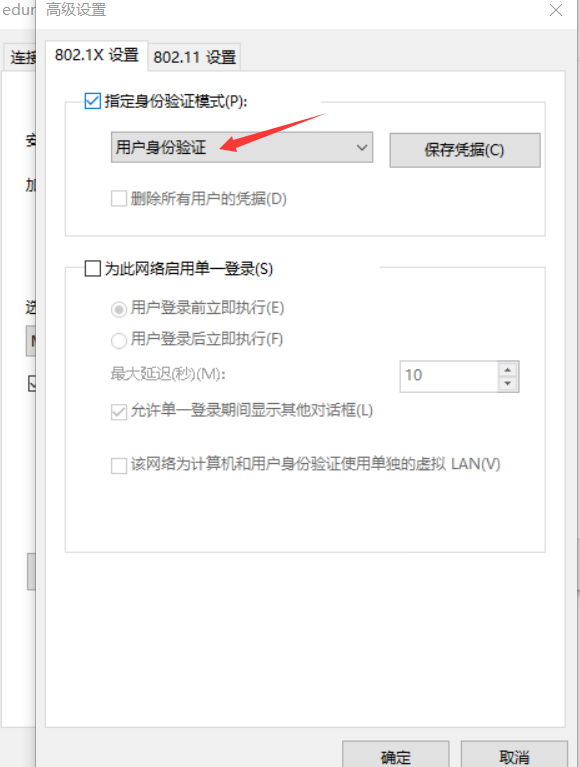 edur
高级设置
连接
802.1X 设置
802.11 设置
指定身份验证模式(P):
安
用户身份验证
保存凭据(C)
加
删除所有用户的凭据(D)
为此网络启用单一登录(S)
选
用户登录前立即执行(E)
用户登录后立即执行(F)
最大延迟(秒)(M):
10
允许单一登录期间显示其他对话框(L)
该网络为计算机和用户身份验证使用单独的虚拟 LAN(V)
确定
取消